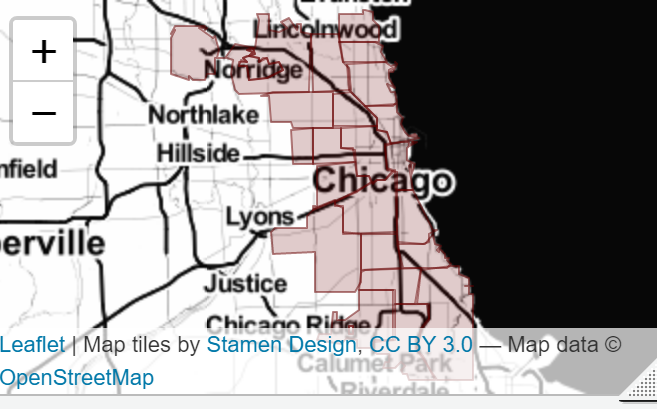 Evanston
Lincolnwood
+
Norridge
−
Northlake
Hillside
nfield
Chicago
Lyons
erville
Justice
Chicago Ridge
Leaflet | Map tiles by Stamen Design, CC BY 3.0 — Map data ©
OpenStreetMap
Calumet Park
Riverdale